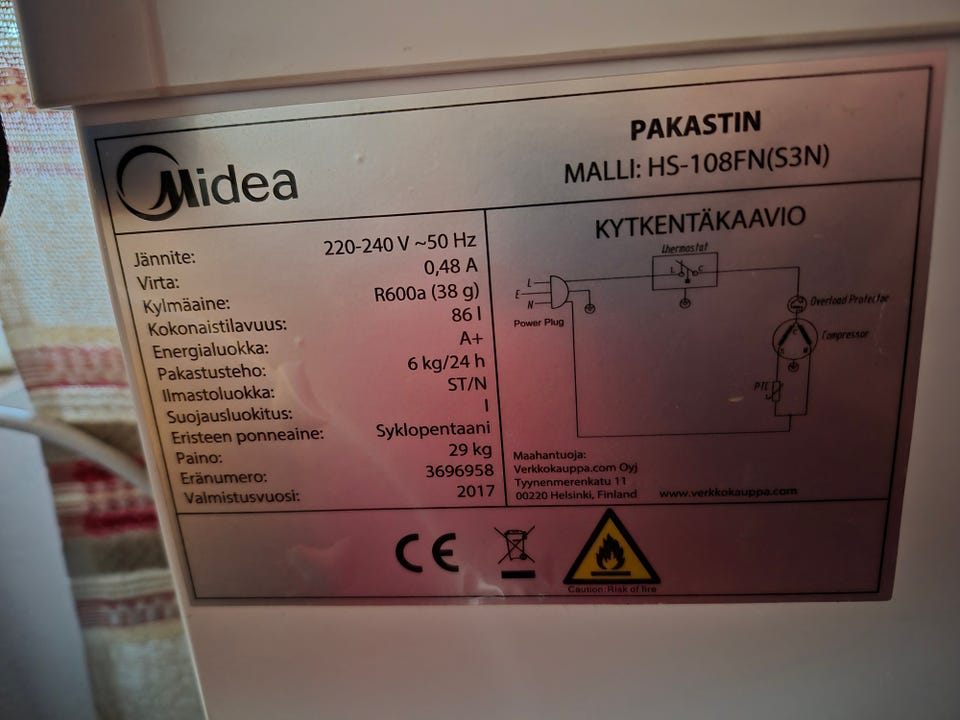 Midea
PAKASTIN
MALLI: HS-108FN(S3N)
Jännite: 220-240 V ~50 Hz
Virta: 0,48 A
Kylmäaine: R600a (38 g)
Kokonaistilavuus: 86 l
Energialuokka: A+
Pakastusteho: 6 kg/24 h
Ilmastoluokka: ST/N
Suojausluokitus: I
Eristeen ponneaine: Syklopentaani
Paino: 29 kg
Eränumero: 3696958
Valmistusvuosi: 2017
KYTKENTÄKAAVIO
thermostat
L C
L
E
N
Power Plug
Overload Protector
C
S M
Compressor
PTC
Maahantuoja:
Verkkokauppa.com Oyj
Tyynenmerenkatu 11
00220 Helsinki, Finland
www.verkkokauppa.com
CE
Caution: Risk of fire